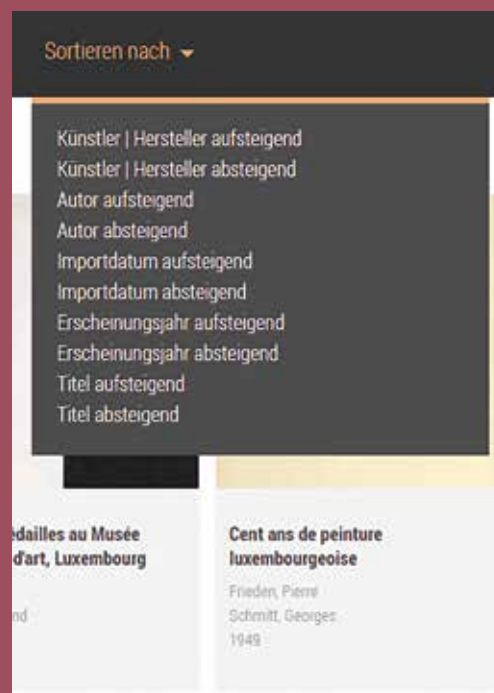 Sortieren nach
Künstler | Hersteller aufsteigend
Künstler | Hersteller absteigend
Autor aufsteigend
Autor absteigend
Importdatum aufsteigend
Importdatum absteigend
Erscheinungsjahr aufsteigend
Erscheinungsjahr absteigend
Titel aufsteigend
Titel absteigend
édailles au Musée
d'art, Luxembourg
nd
Cent ans de peinture
luxembourgeoise
Frieden, Pierre
Schmitt, Georges
1949